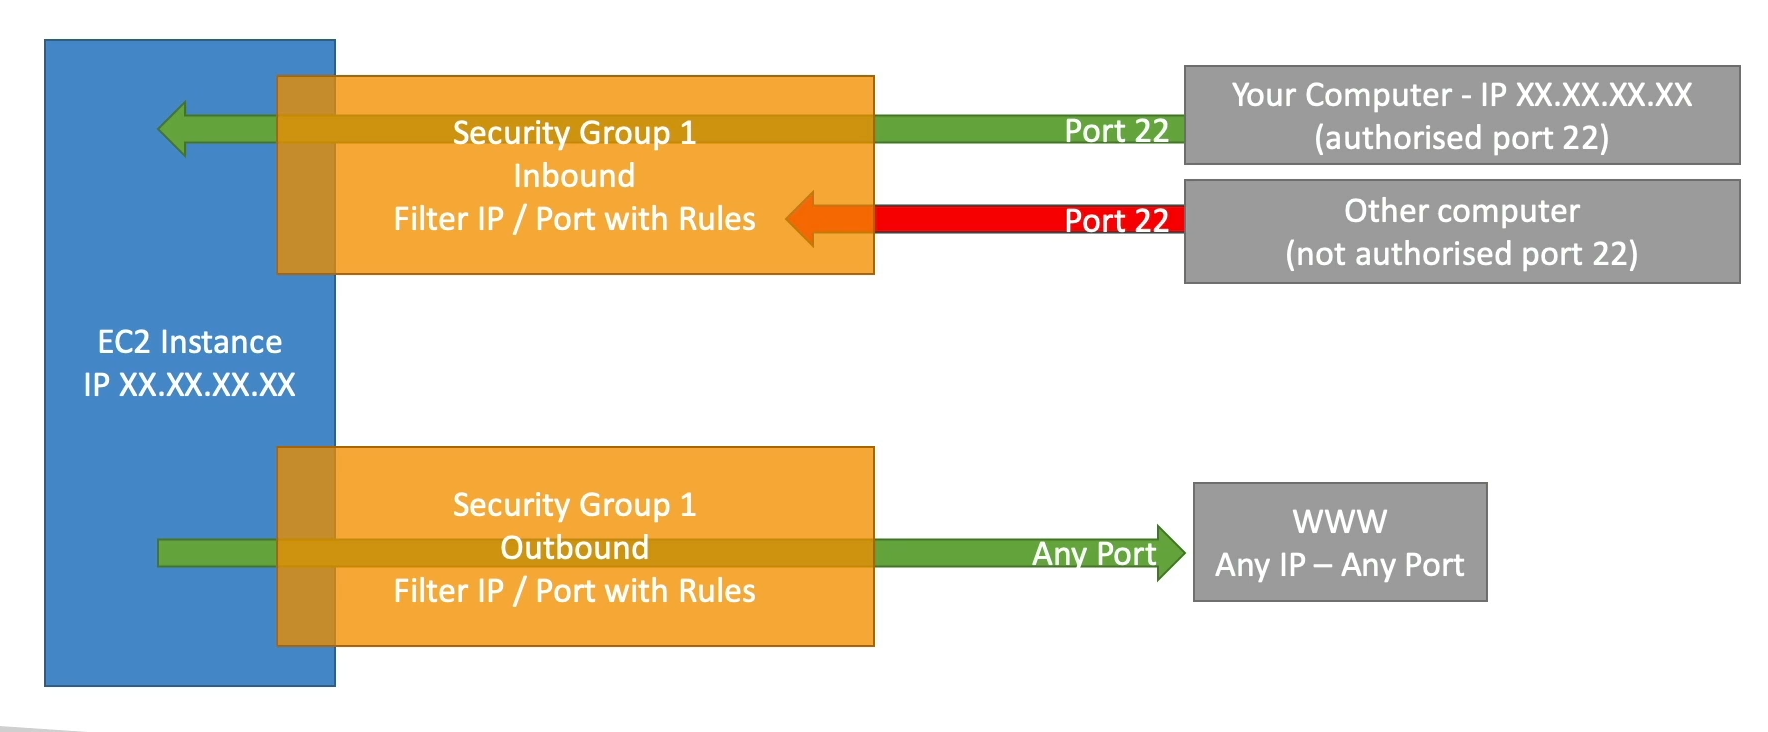 Security Group 1
Inbound
Filter IP / Port with Rules
Port 22
Your Computer - IP XX.XX.XX.XX
(authorised port 22)
Port 22
Other computer
(not authorised port 22)
EC2 Instance
IP XX.XX.XX.XX
Security Group 1
Outbound
Filter IP / Port with Rules
Any Port
WWW
Any IP – Any Port